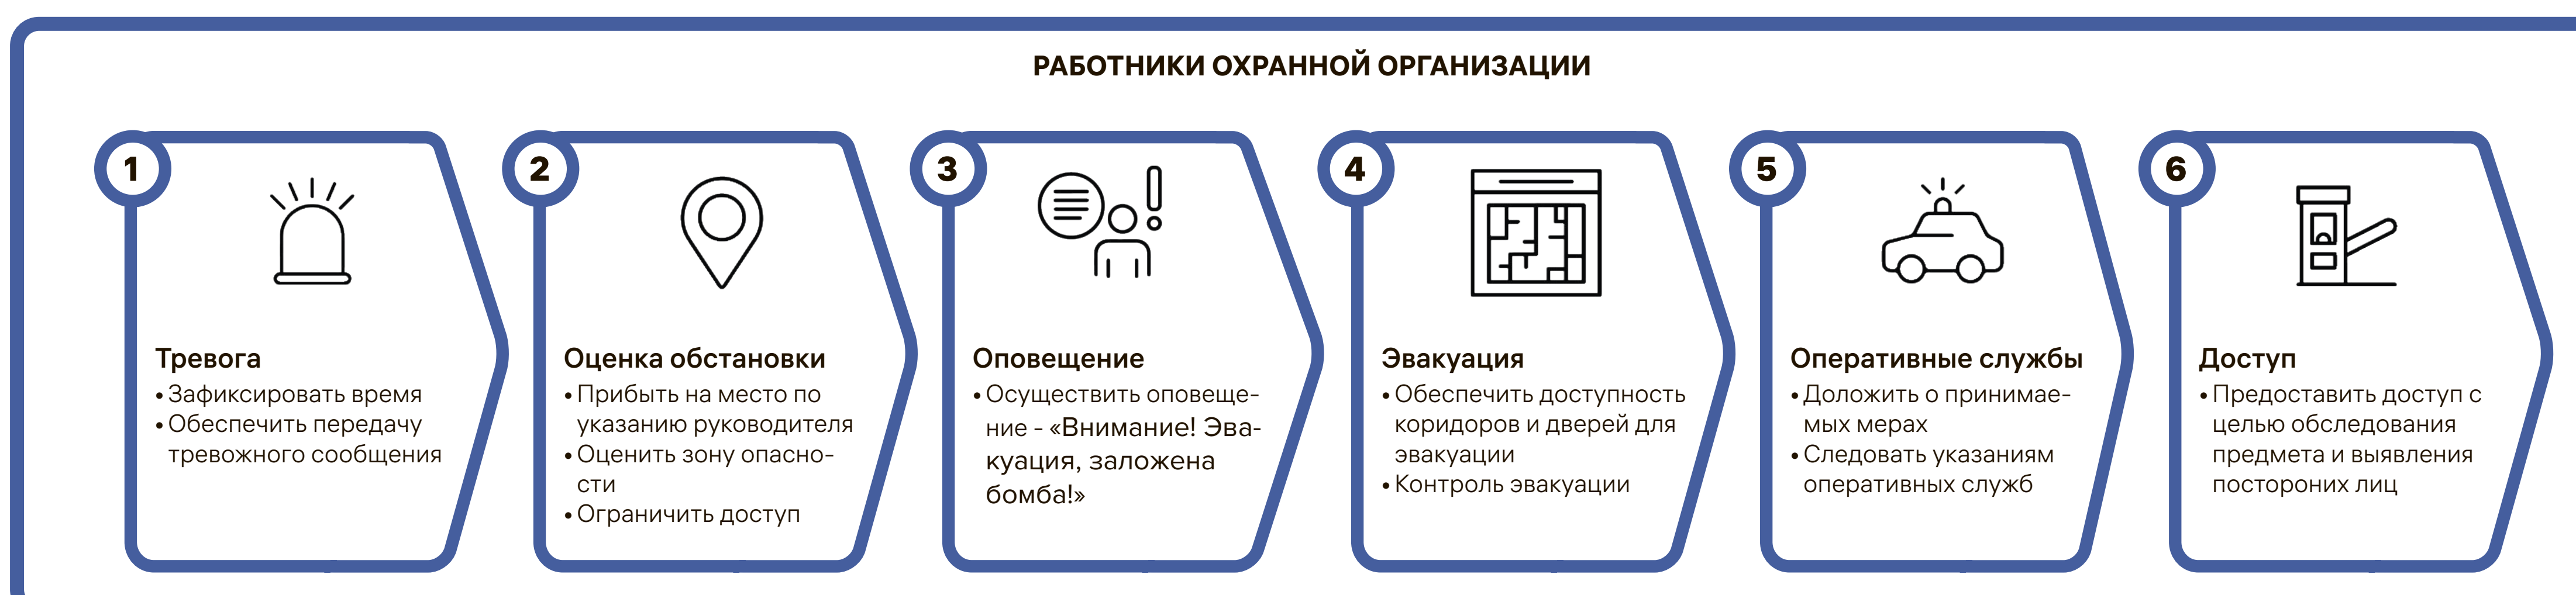 РАБОТНИКИ ОХРАННОЙ ОРГАНИЗАЦИИ
1
Тревога
• Зафиксировать время
• Обеспечить передачу
тревожного сообщения
2
Оценка обстановки
• Прибыть на место по
указанию руководителя
• Оценить зону опасно-
сти
• Ограничить доступ
3
Оповещение
• Осуществить оповеще-
ние - «Внимание! Эва-
куация, заложена
бомба!»
4
Эвакуация
• Обеспечить доступность
коридоров и дверей для
эвакуации
• Контроль эвакуации
5
Оперативные службы
• Доложить о принимае-
мых мерах
• Следовать указаниям
оперативных служб
6
Доступ
• Предоставить доступ с
целью обследования
предмета и выявления
постороних лиц